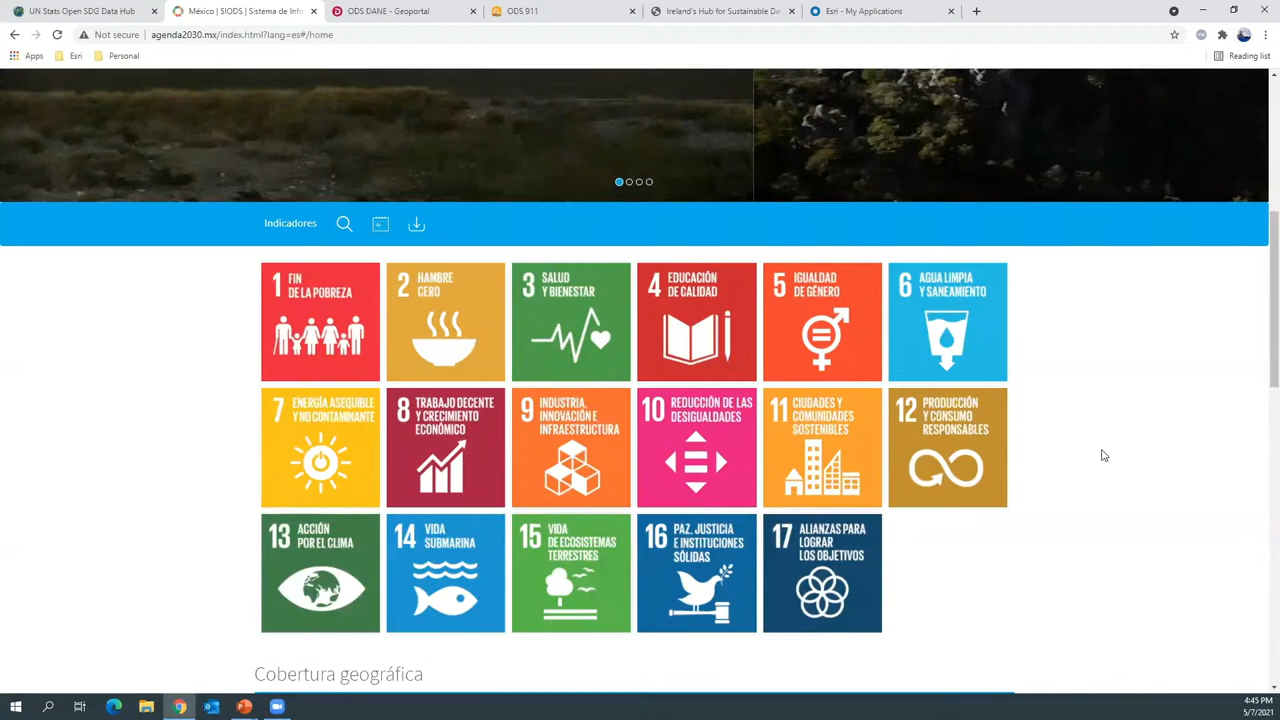 UN Stats Open SDG Data Hub
México | SIODS | Sistema de Info
ODS DANE - Geoportal
ODS 911
Ireland's Hub for Sustainable De
Esri - My Applications
Not secure
agenda2030.mx/index.html?lang=es#/home
Apps
Esri
Personal
Reading list
Indicadores
1 FIN
DE LA POBREZA
2 HAMBRE
CERO
3 SALUD
Y BIENESTAR
4 EDUCACIÓN
DE CALIDAD
5 IGUALDAD
DE GÉNERO
6 AGUA LIMPIA
Y SANEAMIENTO
7 ENERGÍA ASEQUIBLE
Y NO CONTAMINANTE
8 TRABAJO DECENTE
Y CRECIMIENTO
ECONÓMICO
9 INDUSTRIA,
INNOVACIÓN E
INFRAESTRUCTURA
10 REDUCCIÓN DE LAS
DESIGUALDADES
11 CIUDADES Y
COMUNIDADES
SOSTENIBLES
12 PRODUCCIÓN
Y CONSUMO
RESPONSABLES
13 ACCIÓN
POR EL CLIMA
14 VIDA
SUBMARINA
15 VIDA
DE ECOSISTEMAS
TERRESTRES
16 PAZ, JUSTICIA
E INSTITUCIONES
SÓLIDAS
17 ALIANZAS PARA
LOGRAR
LOS OBJETIVOS
Cobertura geográfica
4:45 PM
5/7/2021